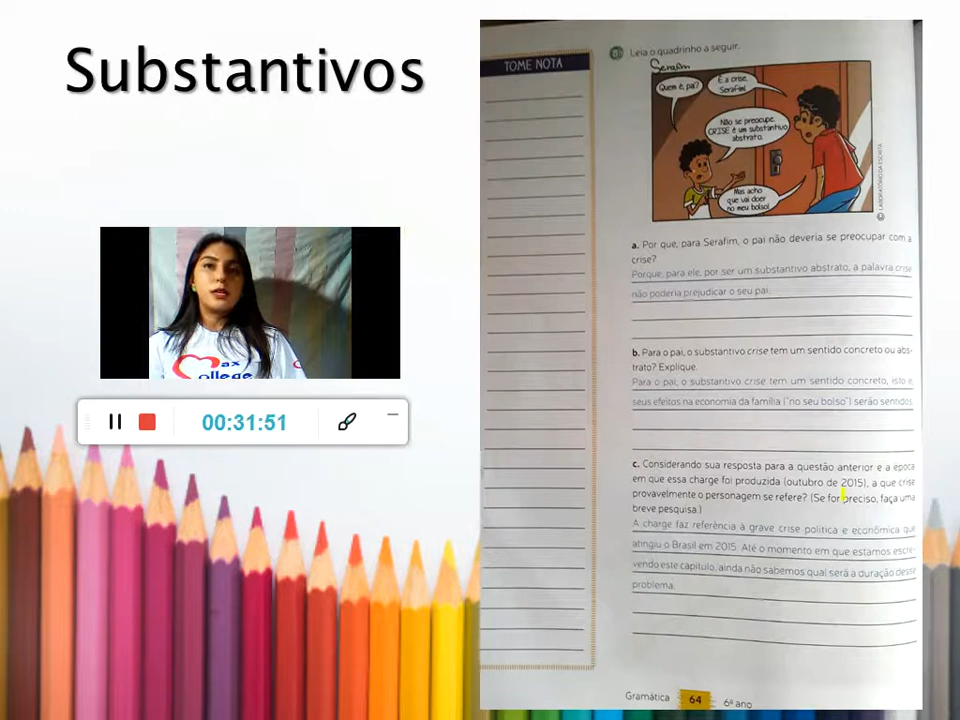 Substantivos
ax
ollege
00:31:51
TOME NOTA
Leia o quadrinho a seguir.
Serafim
Quem é, pai?
É a crise,
Serafim!
Não se preocupe.
CRISE é um substantivo
abstrato.
Mas acho
que vai doer
no meu bolso!
© LABORATÓRIO DA ESCRITA
a. Por que, para Serafim, o pai não deveria se preocupar com a
crise?
Porque, para ele, por ser um substantivo abstrato, a palavra crise
não poderia prejudicar o seu pai.
b. Para o pai, o substantivo crise tem um sentido concreto ou abs-
trato? Explique.
Para o pai, o substantivo crise tem um sentido concreto, isto é,
seus efeitos na economia da família ("no seu bolso") serão sentidos.
c. Considerando sua resposta para a questão anterior e a época
em que essa charge foi produzida (outubro de 2015), a que crise
provavelmente o personagem se refere? (Se for preciso, faça uma
breve pesquisa.)
A charge faz referência à grave crise política e econômica que
atingiu o Brasil em 2015. Até o momento em que estamos escre-
vendo este capítulo, ainda não sabemos qual será a duração desse
problema.
Gramática 64 6º ano